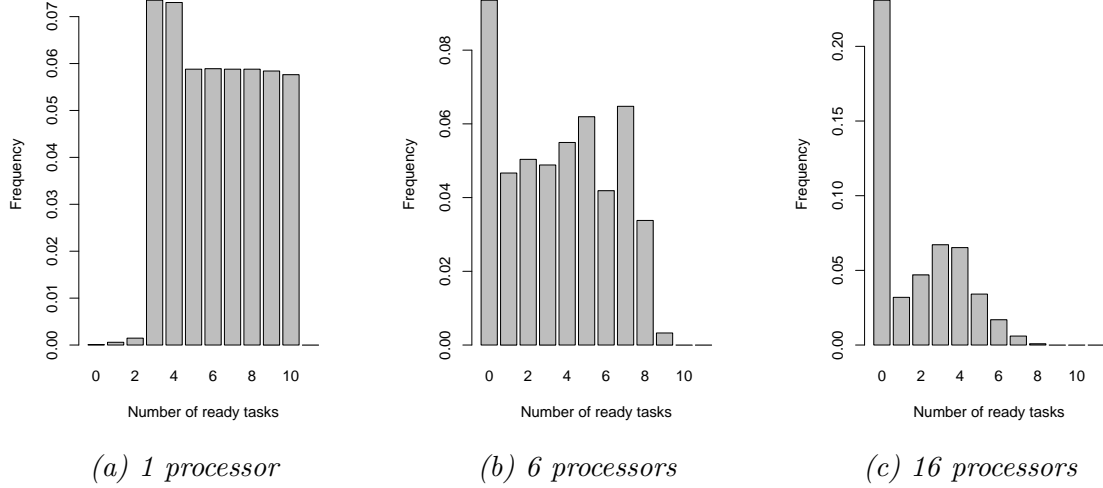 0.00 0.01 0.02 0.03 0.04 0.05 0.06 0.07
Frequency
0 2 4 6 8 10
Number of ready tasks
(a) 1 processor
0.00 0.02 0.04 0.06 0.08
Frequency
0 2 4 6 8 10
Number of ready tasks
(b) 6 processors
0.00 0.05 0.10 0.15 0.20
Frequency
0 2 4 6 8 10
Number of ready tasks
(c) 16 processors